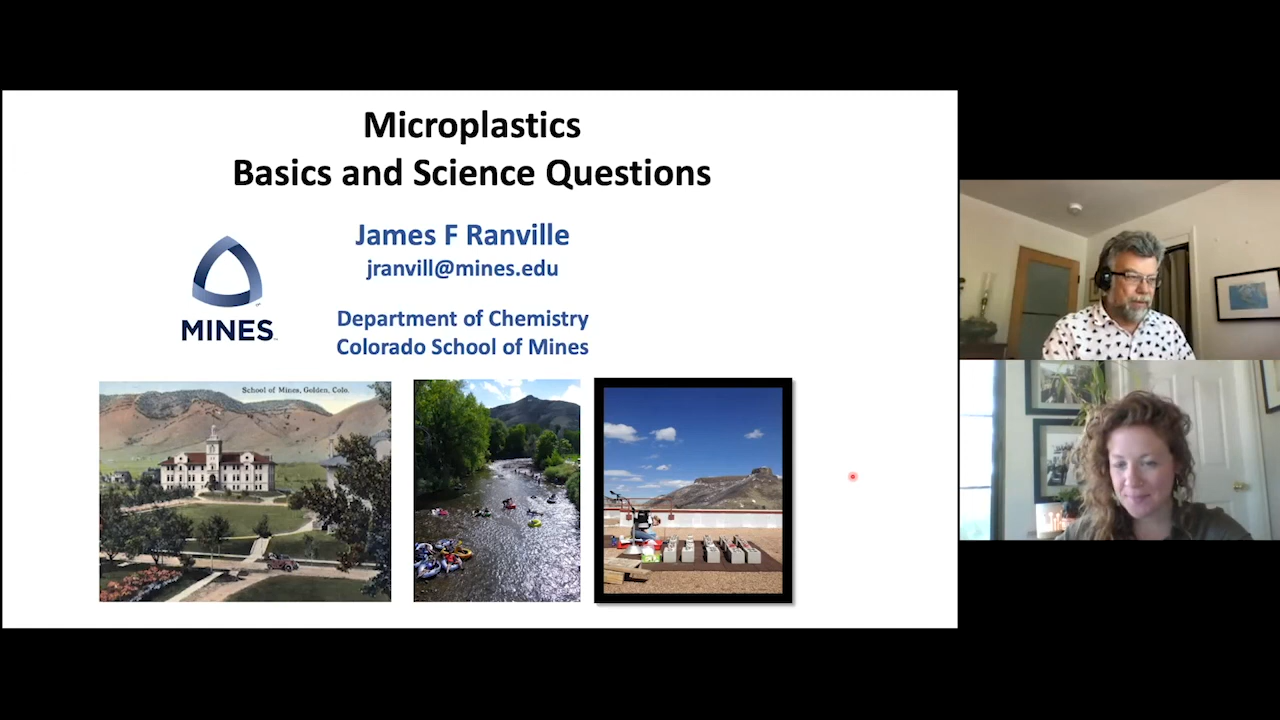 Microplastics
Basics and Science Questions
James F Ranville
jranvill@mines.edu
MINES
Department of Chemistry
Colorado School of Mines
School of Mines, Golden, Colo.